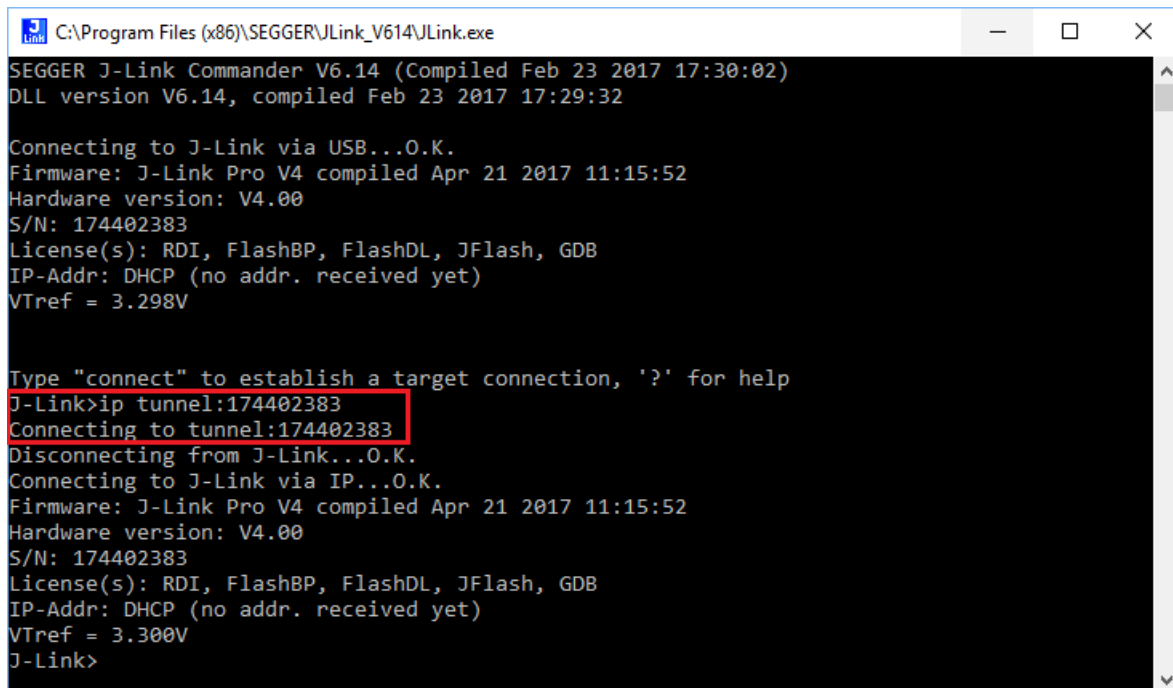 J Link C:\Program Files (x86)\SEGGER\JLink_V614\JLink.exe
SEGGER J-Link Commander V6.14 (Compiled Feb 23 2017 17:30:02)
DLL version V6.14, compiled Feb 23 2017 17:29:32
Connecting to J-Link via USB...O.K.
Firmware: J-Link Pro V4 compiled Apr 21 2017 11:15:52
Hardware version: V4.00
S/N: 174402383
License(s): RDI, FlashBP, FlashDL, JFlash, GDB
IP-Addr: DHCP (no addr. received yet)
VTref = 3.298V
Type "connect" to establish a target connection, '?' for help
J-Link>ip tunnel:174402383
Connecting to tunnel:174402383
Disconnecting from J-Link...O.K.
Connecting to J-Link via IP...O.K.
Firmware: J-Link Pro V4 compiled Apr 21 2017 11:15:52
Hardware version: V4.00
S/N: 174402383
License(s): RDI, FlashBP, FlashDL, JFlash, GDB
IP-Addr: DHCP (no addr. received yet)
VTref = 3.300V
J-Link>